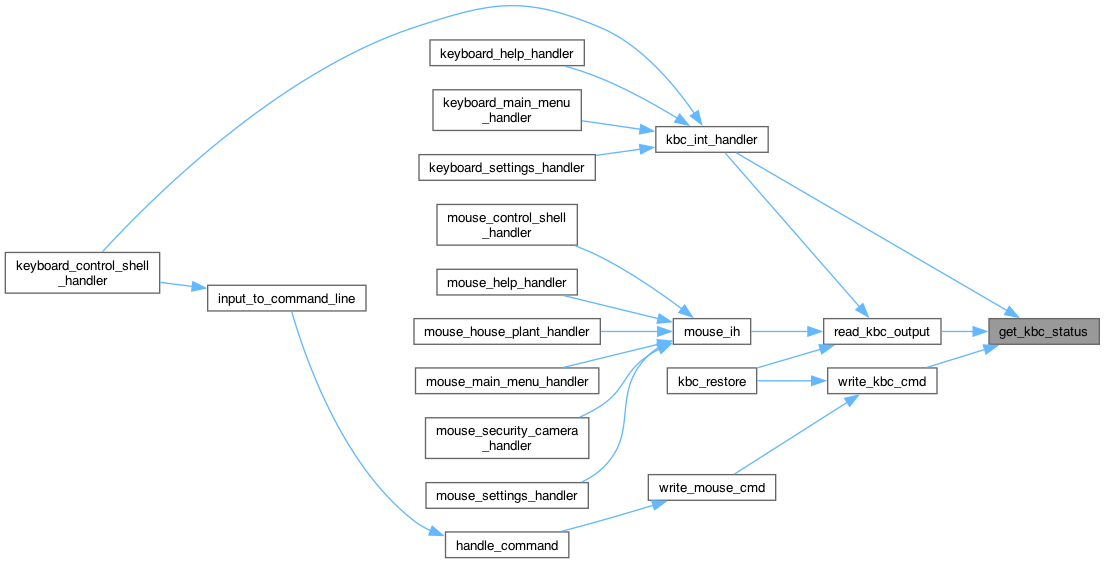 keyboard_help_handler
keyboard_main_menu
_handler
kbc_int_handler
keyboard_settings_handler
mouse_control_shell
_handler
keyboard_control_shell
_handler
mouse_help_handler
input_to_command_line
mouse_house_plant_handler
mouse_ih
read_kbc_output
get_kbc_status
mouse_main_menu_handler
kbc_restore
write_kbc_cmd
mouse_security_camera
_handler
mouse_settings_handler
write_mouse_cmd
handle_command